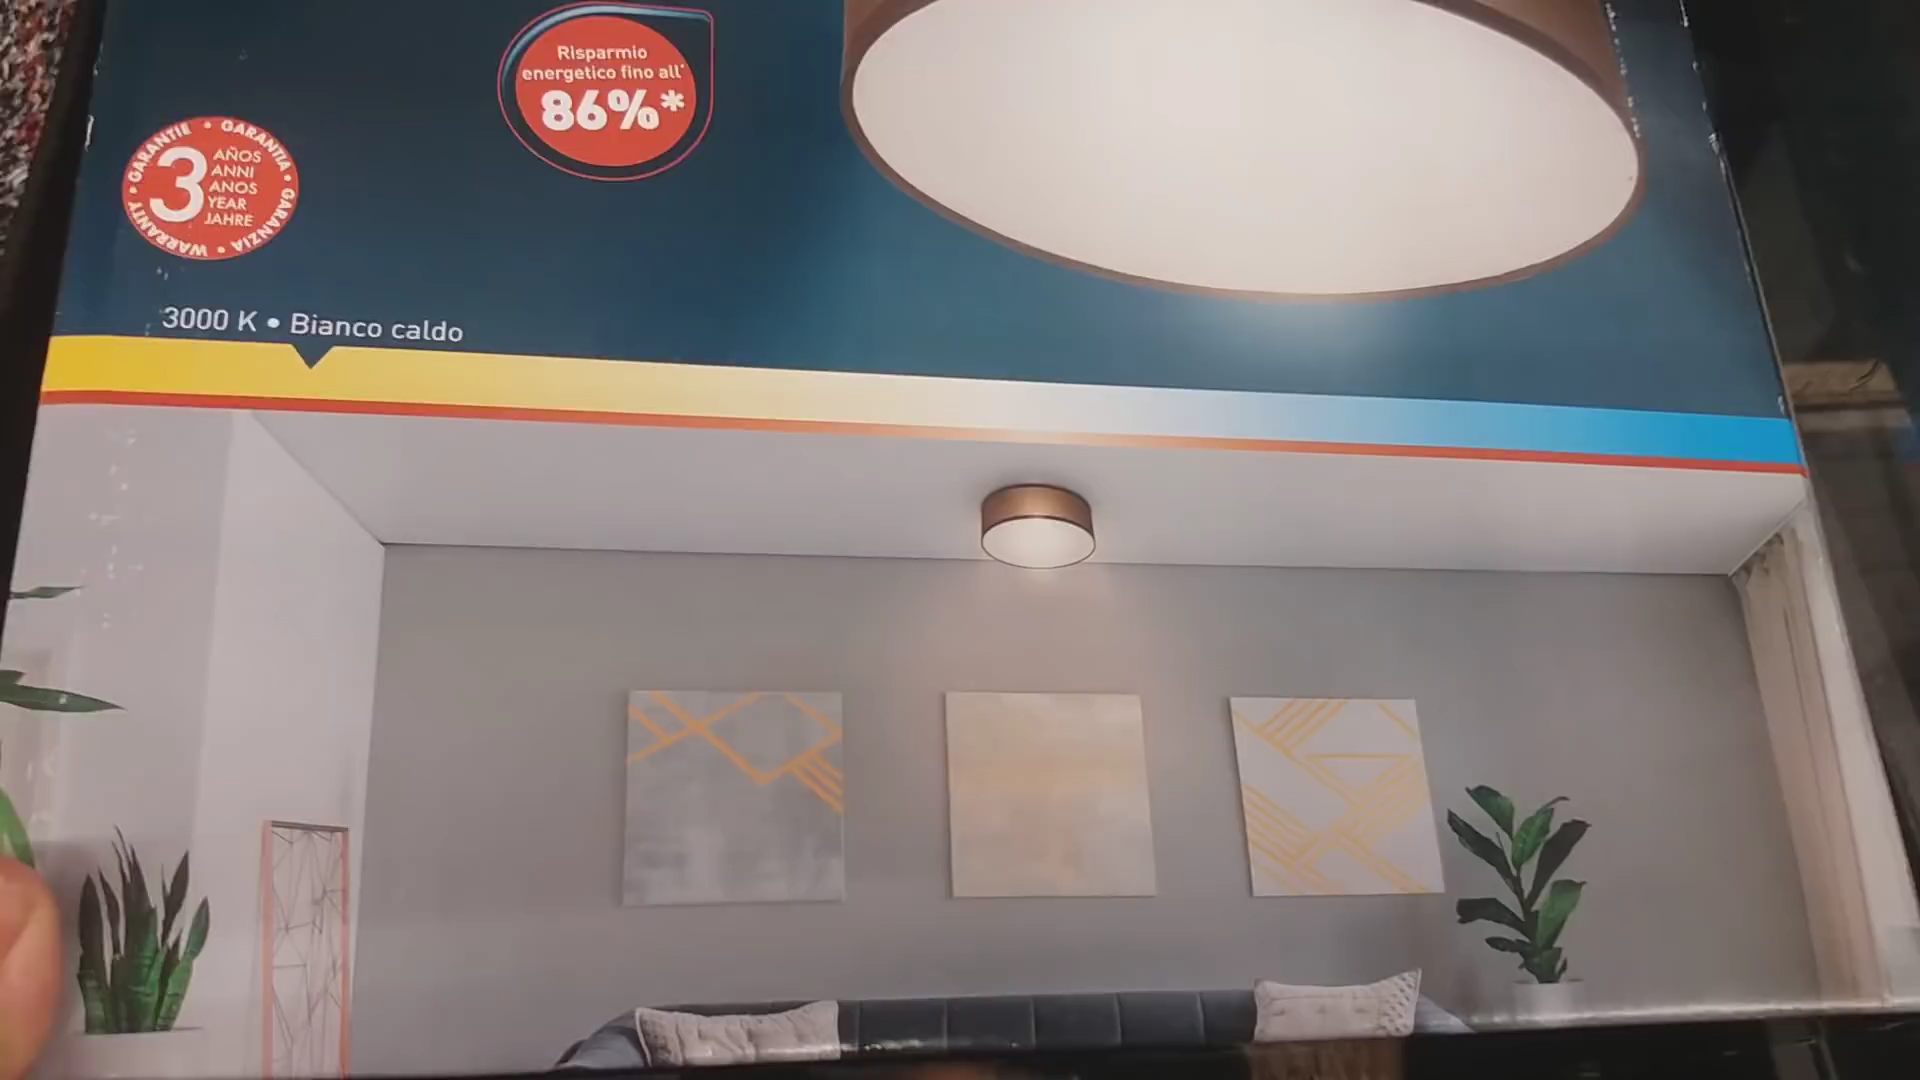 Risparmio
energetico fino all'
86%*
GARANTIE • GARANTIA • GARANZIA • WARRANTY •
3
AÑOS
ANNI
ANOS
YEAR
JAHRE
3000 K • Bianco caldo